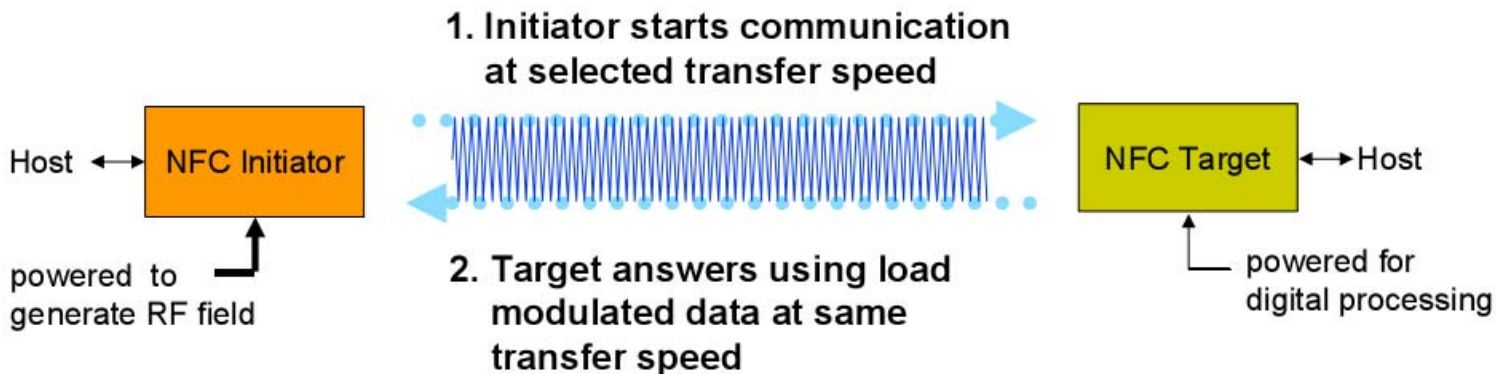 1. Initiator starts communication
at selected transfer speed
Host
NFC Initiator
NFC Target
Host
powered to
generate RF field
2. Target answers using load
modulated data at same
transfer speed
powered for
digital processing